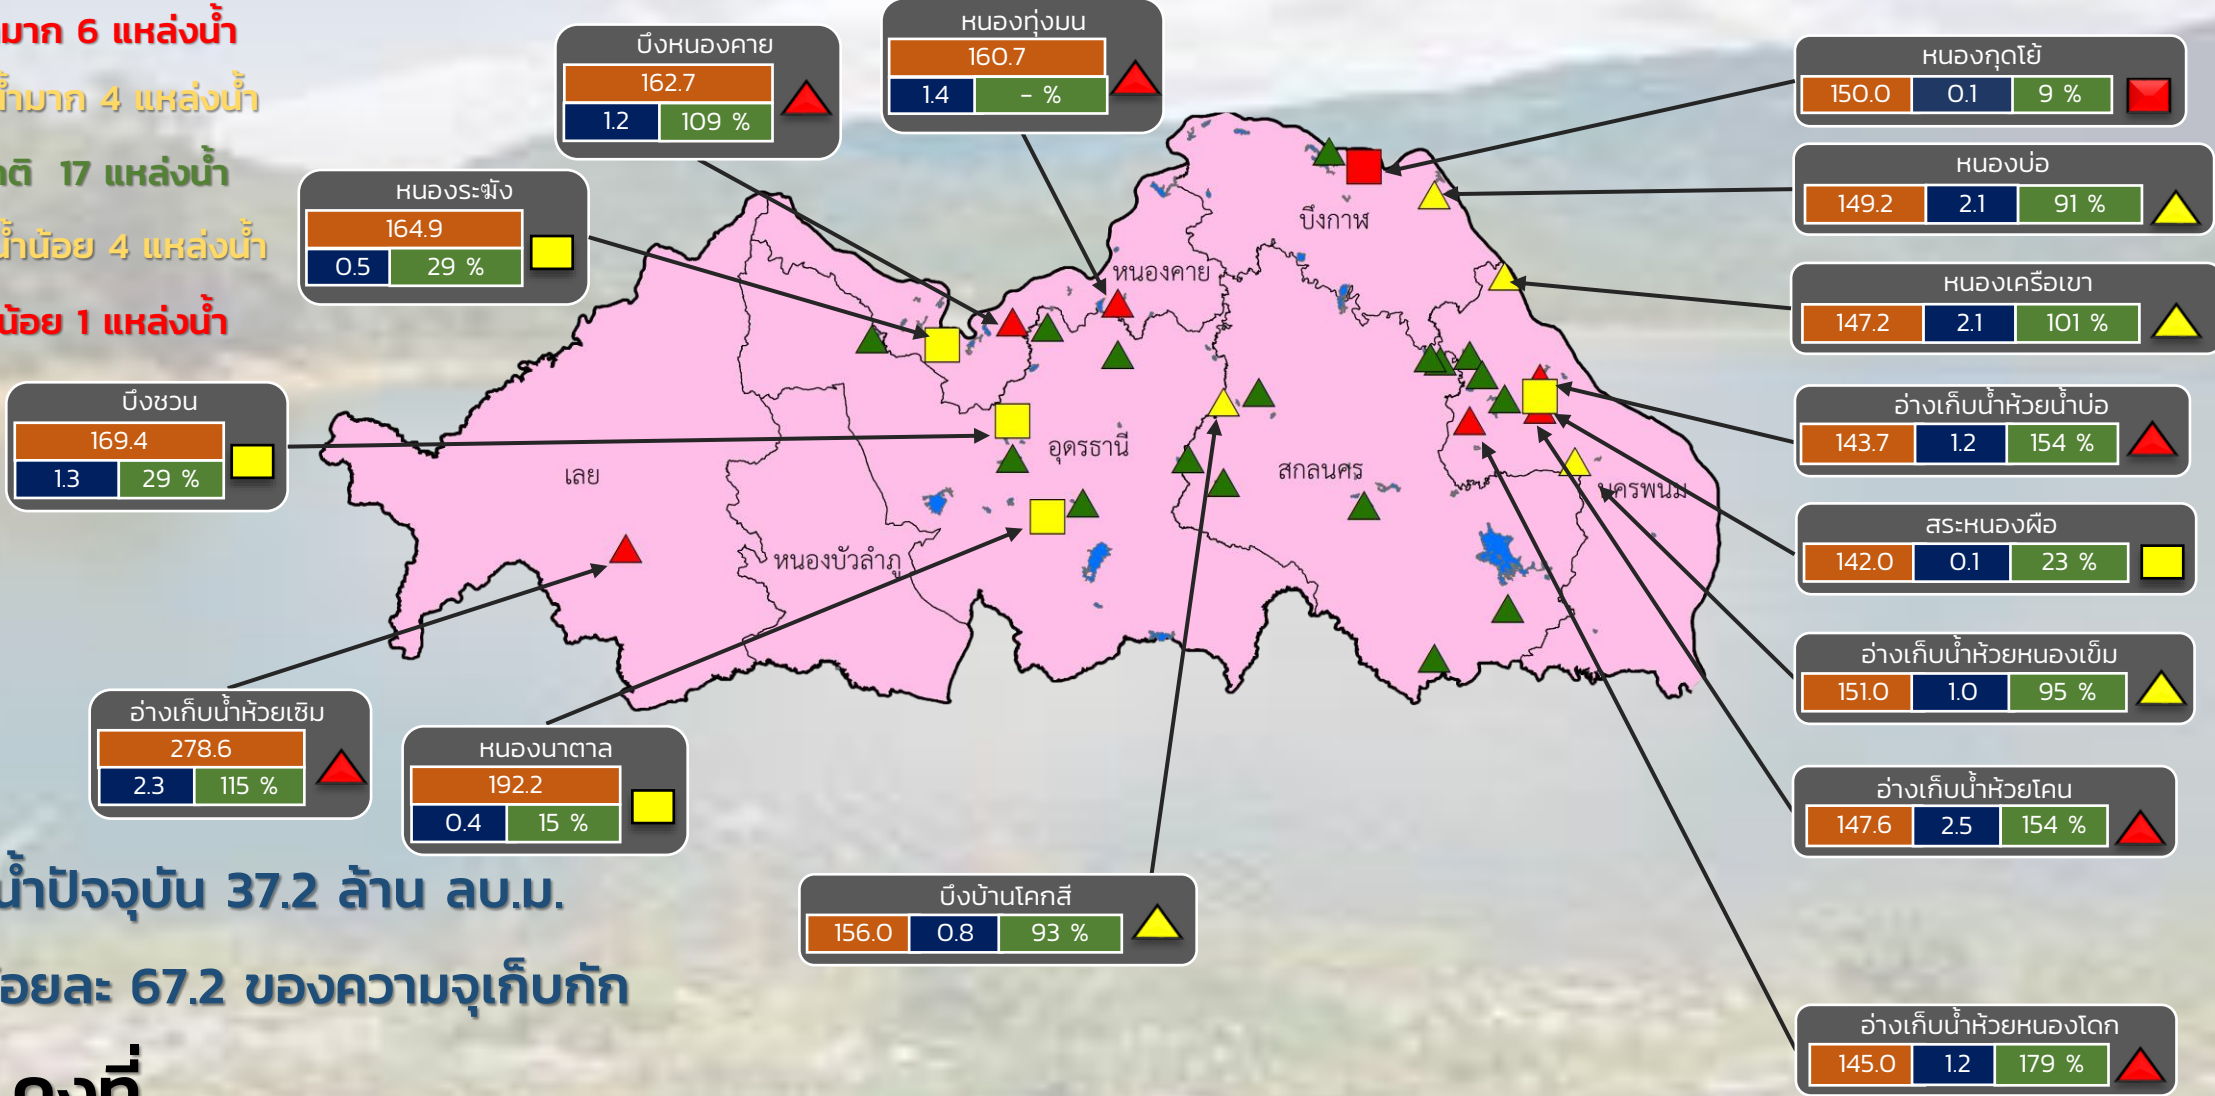 มาก 6 แหล่งน้ำ
น้ำมาก 4 แหล่งน้ำ
17 แหล่งน้ำ
น้ำน้อย 4 แหล่งน้ำ
น้อย 1 แหล่งน้ำ
บึงหนองคาย
162.7
1.2 109 %
หนองทุ่งมน
160.7
1.4 - %
หนองระฆัง
164.9
0.5 29 %
บึงชวน
169.4
1.3 29 %
อ่างเก็บน้ำห้วยเซิม
278.6
2.3 115 %
หนองนาตาล
192.2
0.4 15 %
บึงบ้านโคกสี
156.0 0.8 93 %
หนองกุดโย้
150.0 0.1 9 %
หนองบ่อ
149.2 2.1 91 %
หนองเครือเขา
147.2 2.1 101 %
อ่างเก็บน้ำห้วยน้ำบ่อ
143.7 1.2 154 %
สระหนองผือ
142.0 0.1 23 %
อ่างเก็บน้ำห้วยหนองเข็ม
151.0 1.0 95 %
อ่างเก็บน้ำห้วยโคน
147.6 2.5 154 %
อ่างเก็บน้ำห้วยหนองโดก
145.0 1.2 179 %
บึงกาฬ
หนองคาย
อุดรธานี
สกลนคร
นครพนม
เลย
หนองบัวลำภู
น้ำปัจจุบัน 37.2 ล้าน ลบ.ม.
ร้อยละ 67.2 ของความจุเก็บกัก
คงที่